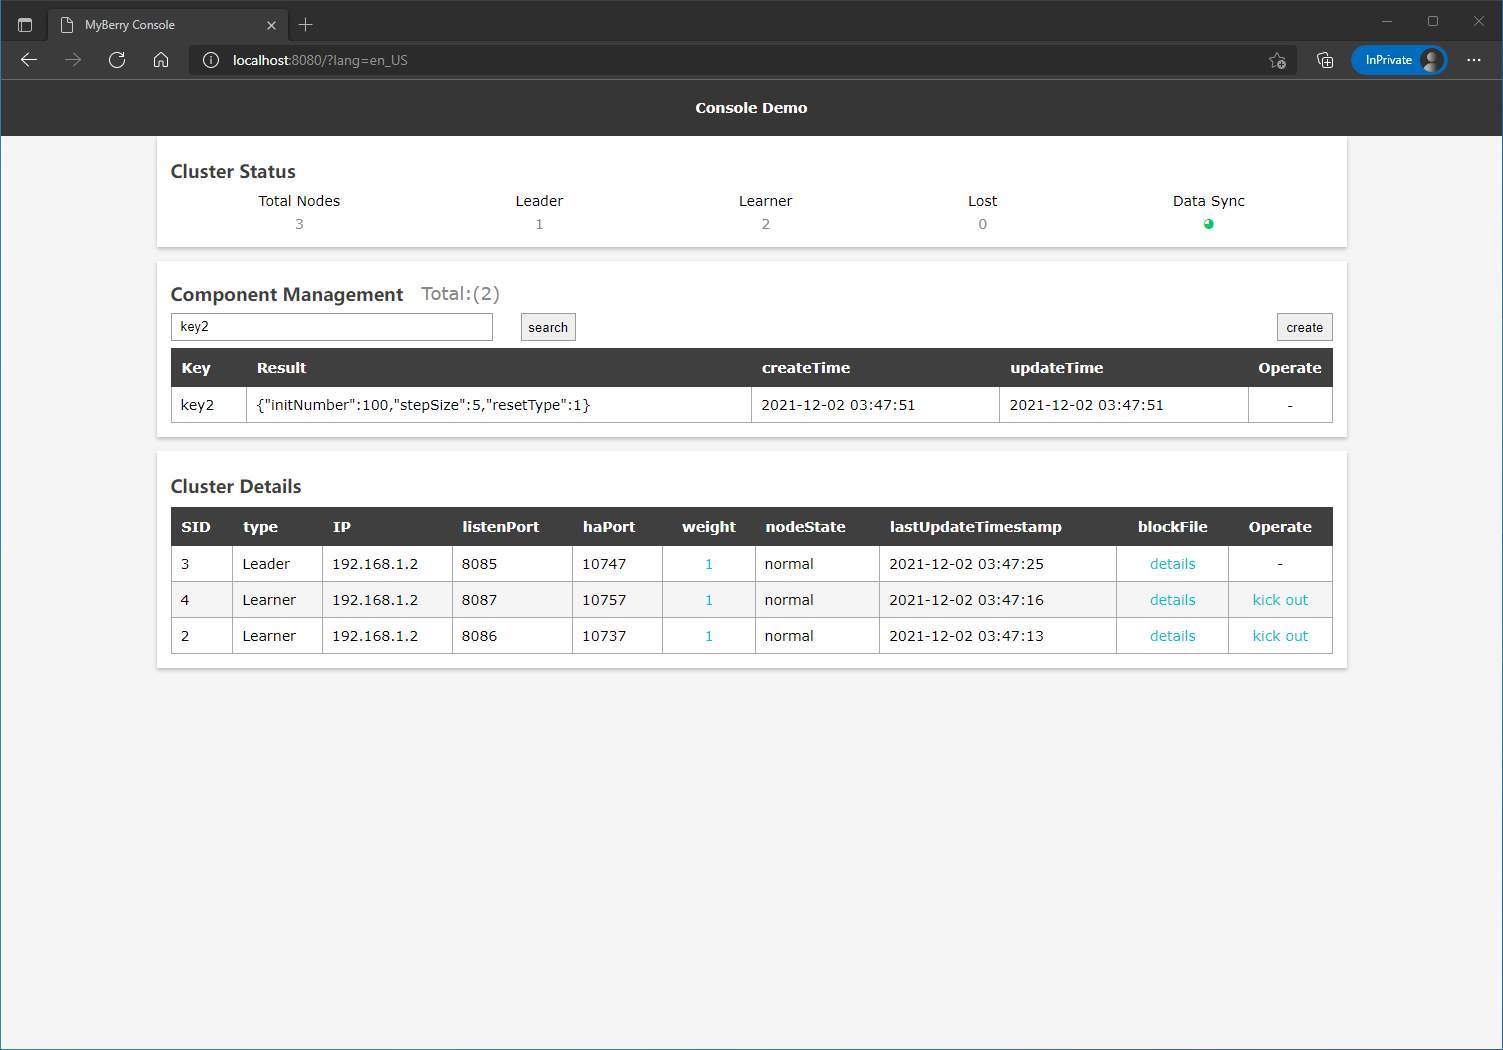 MyBerry Console
localhost:8080/?lang=en_US
InPrivate
Console Demo
Cluster Status
Total Nodes Leader Learner Lost Data Sync
3 1 2 0
Component Management Total:(2)
key2 search create
Key Result createTime updateTime Operate
key2 {"initNumber":100,"stepSize":5,"resetType":1} 2021-12-02 03:47:51 2021-12-02 03:47:51 -
Cluster Details
SID type IP listenPort haPort weight nodeState lastUpdateTimestamp blockFile Operate
3 Leader 192.168.1.2 8085 10747 1 normal 2021-12-02 03:47:25 details -
4 Learner 192.168.1.2 8087 10757 1 normal 2021-12-02 03:47:16 details kick out
2 Learner 192.168.1.2 8086 10737 1 normal 2021-12-02 03:47:13 details kick out